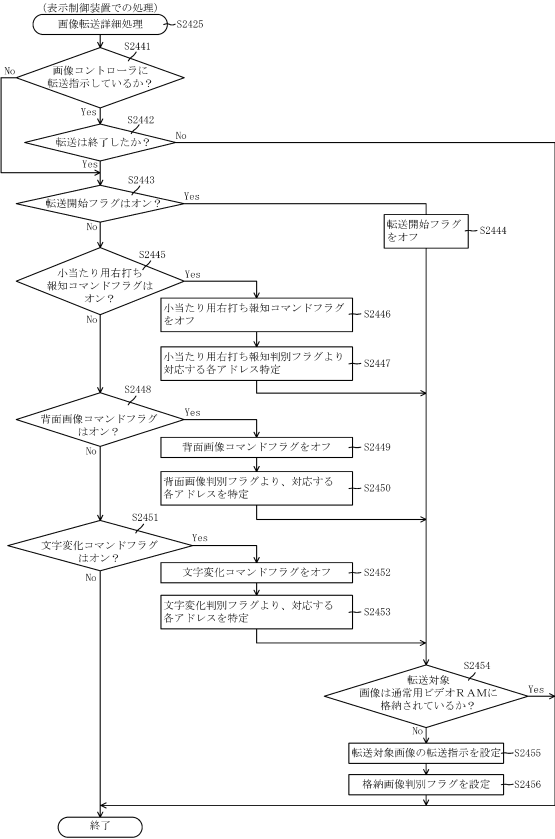 (表示制御装置での処理)
画像転送詳細処理
S2425
S2441
画像コントローラに
転送指示しているか?
No
Yes
S2442
転送は終了したか?
No
Yes
S2443
転送開始フラグはオン?
Yes
No
転送開始フラグ
をオフ
S2444
S2445
小当たり用右打ち
報知コマンドフラグは
オン?
Yes
No
小当たり用右打ち報知コマンドフラグ
をオフ
S2446
小当たり用右打ち報知判別フラグより
対応する各アドレス特定
S2447
S2448
背面画像コマンドフラグ
はオン?
Yes
No
背面画像コマンドフラグをオフ
S2449
背面画像判別フラグより、対応する
各アドレスを特定
S2450
S2451
文字変化コマンドフラグ
はオン?
Yes
No
文字変化コマンドフラグをオフ
S2452
文字変化判別フラグより、対応する
各アドレスを特定
S2453
S2454
転送対象
画像は通常用ビデオRAMに
格納されているか?
Yes
No
転送対象画像の転送指示を設定
S2455
格納画像判別フラグを設定
S2456
終了